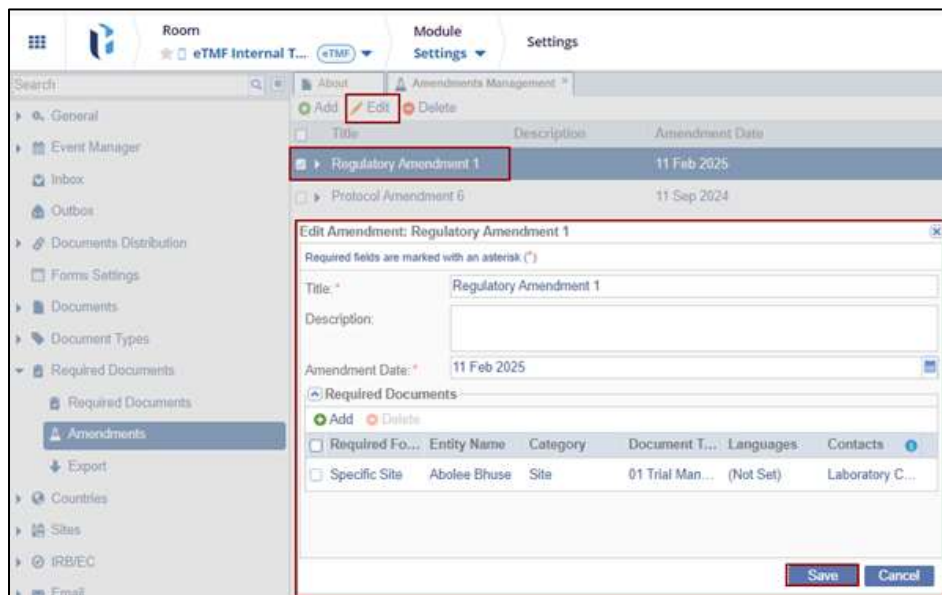 Room
eTMF Internal T... eTMF
Module
Settings
Settings
Search
General
Event Manager
Inbox
Outbox
Documents Distribution
Forms Settings
Documents
Document Types
Required Documents
Required Documents
Amendments
Export
Countries
Sites
IRB/EC
Email
About
Amendments Management
Add Edit Delete
Title Description Amendment Date
Regulatory Amendment 1 11 Feb 2025
Protocol Amendment 6 11 Sep 2024
Edit Amendment: Regulatory Amendment 1
Required fields are marked with an asterisk (*)
Title: * Regulatory Amendment 1
Description:
Amendment Date: * 11 Feb 2025
Required Documents
Add Delete
Required Fo... Entity Name Category Document T... Languages Contacts
Specific Site Abolee Bhuse Site 01 Trial Man... (Not Set) Laboratory C...
Save Cancel